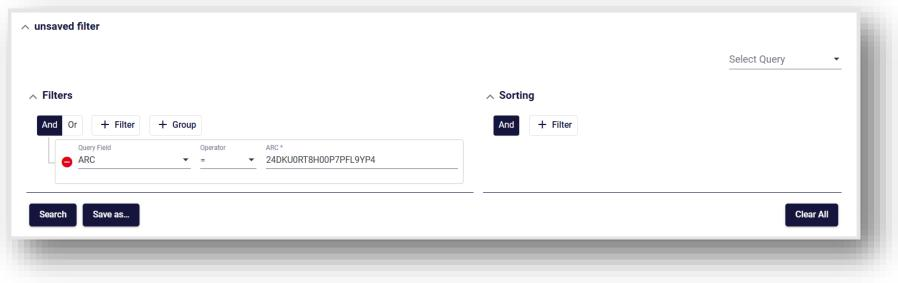 unsaved filter
Select Query
Filters
And Or + Filter + Group
Query Field Operator ARC *
ARC = 24DKU0RT8H00P7PFL9YP4
Sorting
And + Filter
Search Save as... Clear All